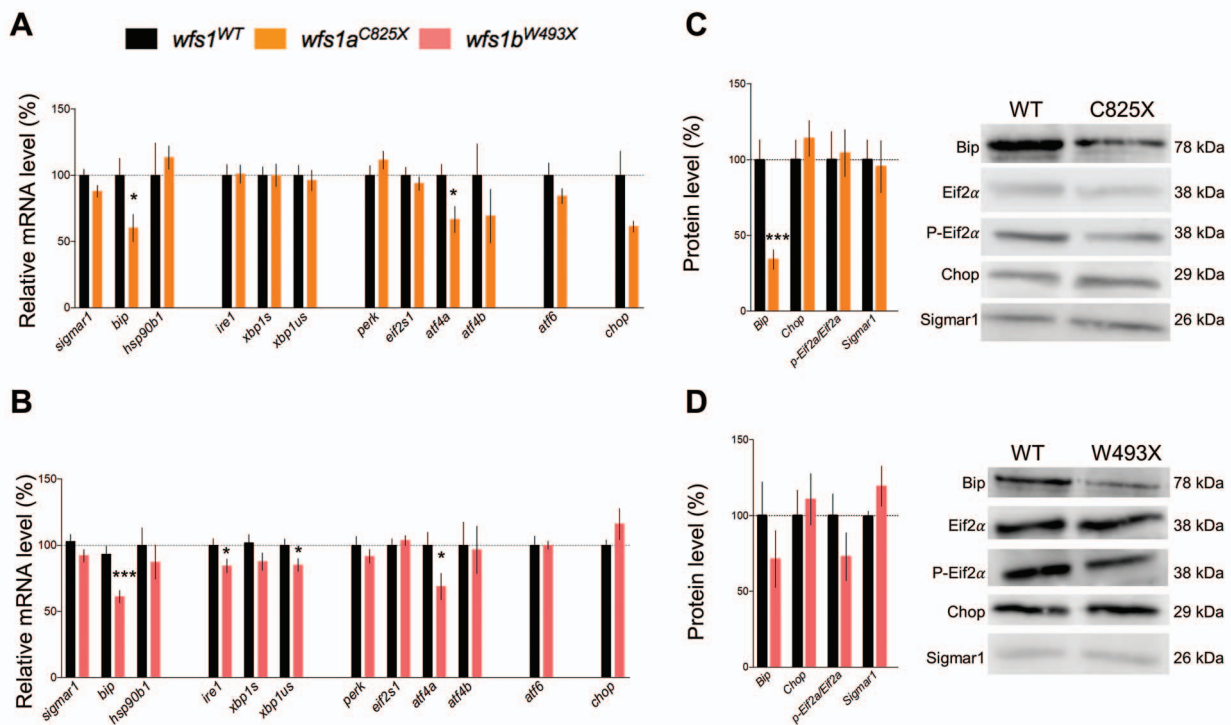 A
wfs1WT wfs1aC825X wfs1bW493X
Relative mRNA level (%)
150
100
50
0
* *
sigmar1 bip hsp90b1 ire1 xbp1s xbp1us perk eif2s1 atf4a atf4b atf6 chop
B
Relative mRNA level (%)
150
100
50
0
*** * * *
sigmar1 bip hsp90b1 ire1 xbp1s xbp1us perk eif2s1 atf4a atf4b atf6 chop
C
Protein level (%)
150
100
50
0
***
Bip Chop p-Eif2a/Eif2a Sigmar1
WT C825X
Bip 78 kDa
Eif2α 38 kDa
P-Eif2α 38 kDa
Chop 29 kDa
Sigmar1 26 kDa
D
Protein level (%)
150
100
50
0
Bip Chop p-Eif2a/Eif2a Sigmar1
WT W493X
Bip 78 kDa
Eif2α 38 kDa
P-Eif2α 38 kDa
Chop 29 kDa
Sigmar1 26 kDa